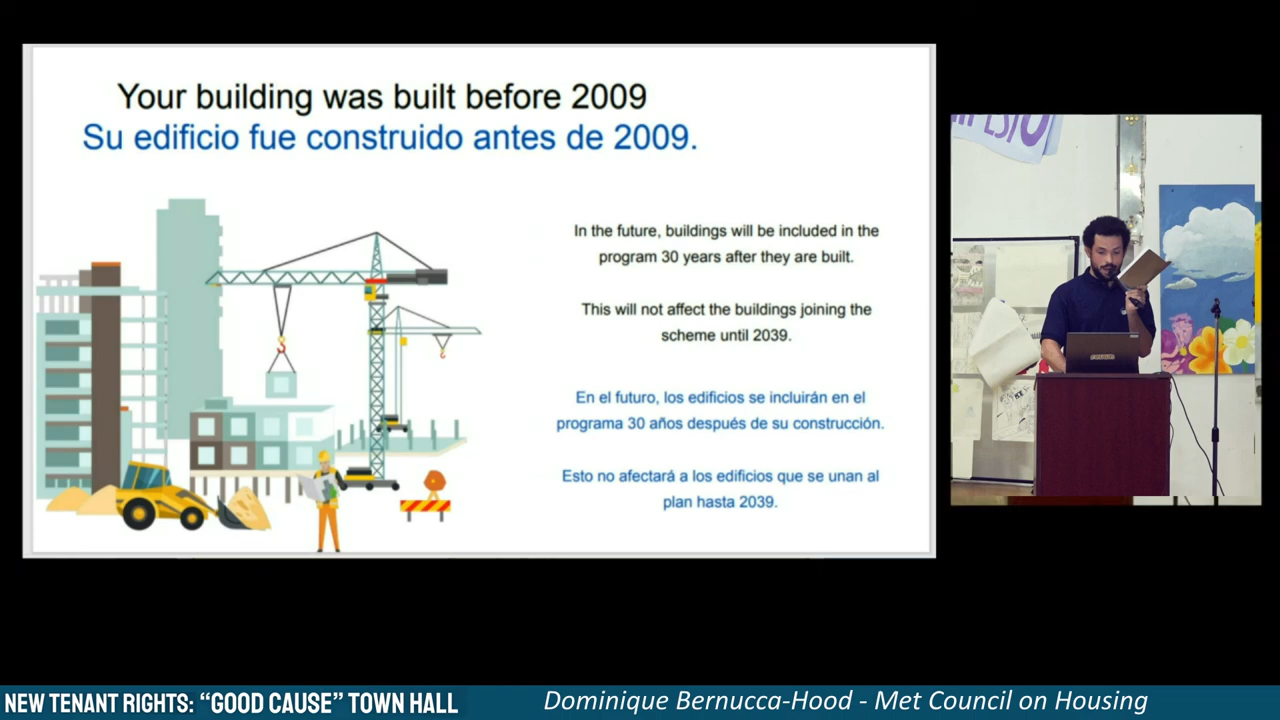 Your building was built before 2009
Su edificio fue construido antes de 2009.
In the future, buildings will be included in the
program 30 years after they are built.
This will not affect the buildings joining the
scheme until 2039.
En el futuro, los edificios se incluirán en el
programa 30 años después de su construcción.
Esto no afectará a los edificios que se unan al
plan hasta 2039.
NEW TENANT RIGHTS: “GOOD CAUSE” TOWN HALL
Dominique Bernucca-Hood - Met Council on Housing